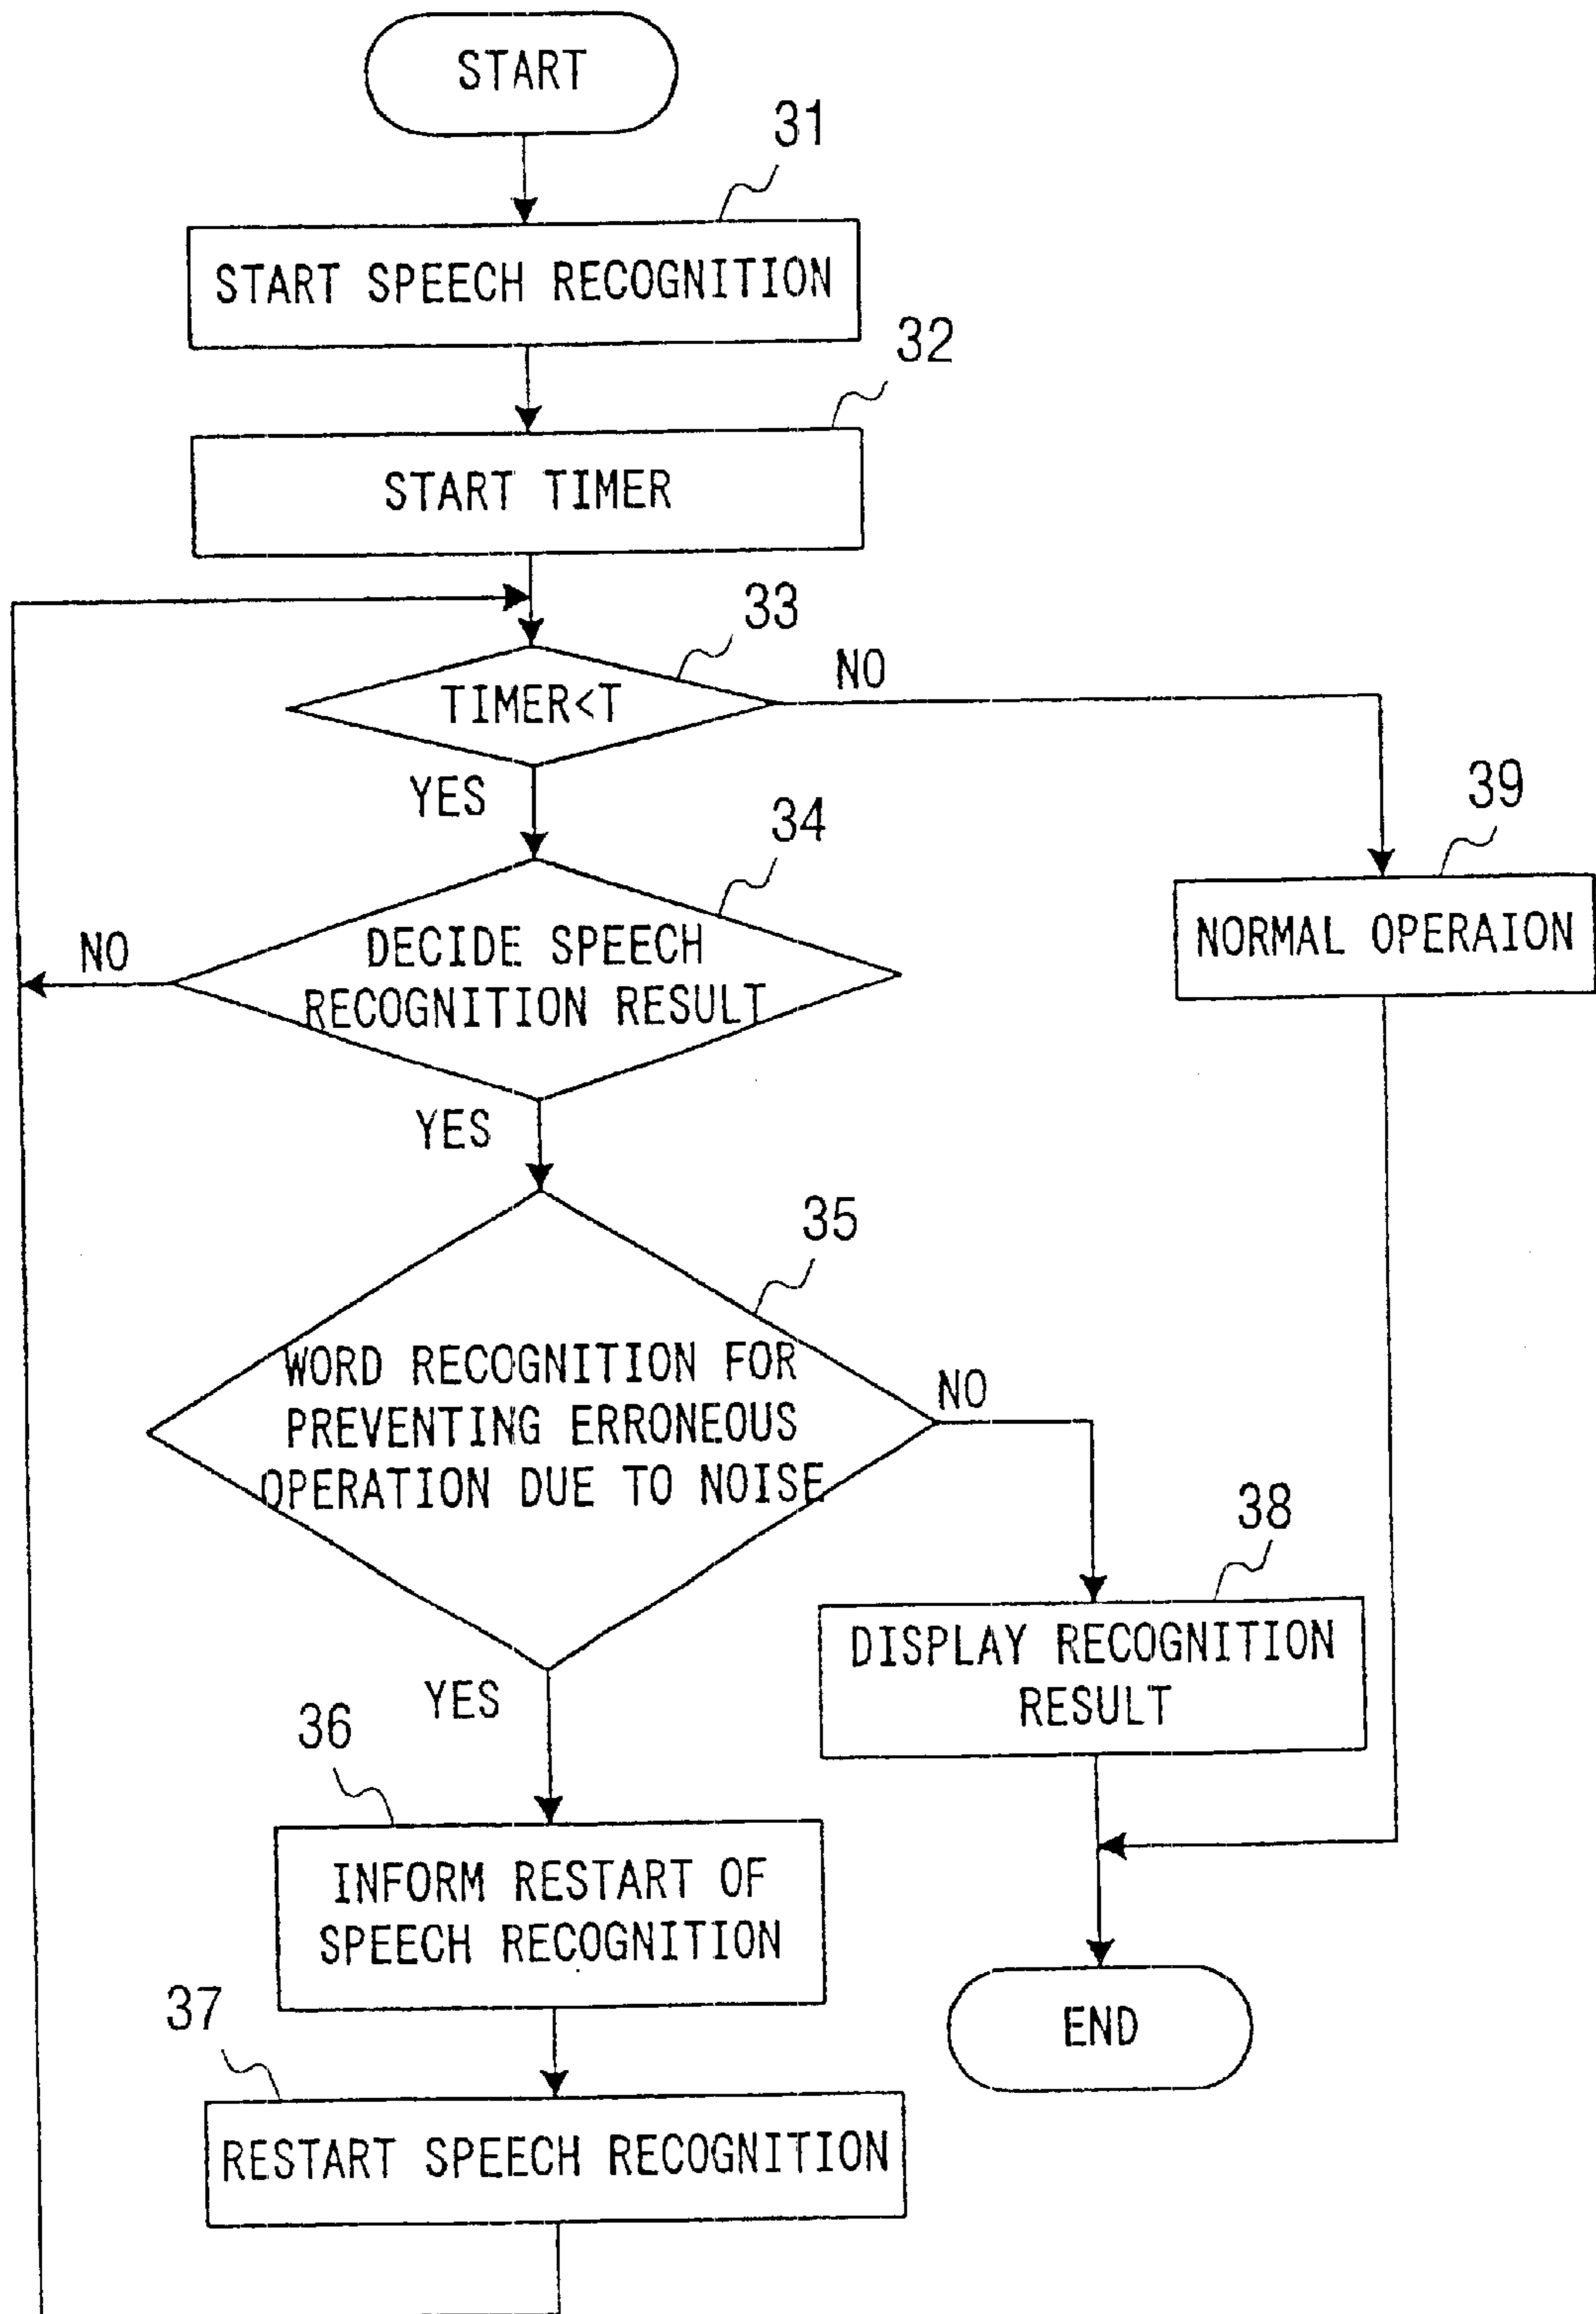 START
31
START SPEECH RECOGNITION
32
START TIMER
33
TIMER<T
NO
YES
34
39
DECIDE SPEECH
RECOGNITION RESULT
NO
NORMAL OPERAION
YES
35
WORD RECOGNITION FOR
PREVENTING ERRONEOUS
OPERATION DUE TO NOISE
NO
YES
38
DISPLAY RECOGNITION
RESULT
36
INFORM RESTART OF
SPEECH RECOGNITION
37
END
RESTART SPEECH RECOGNITION